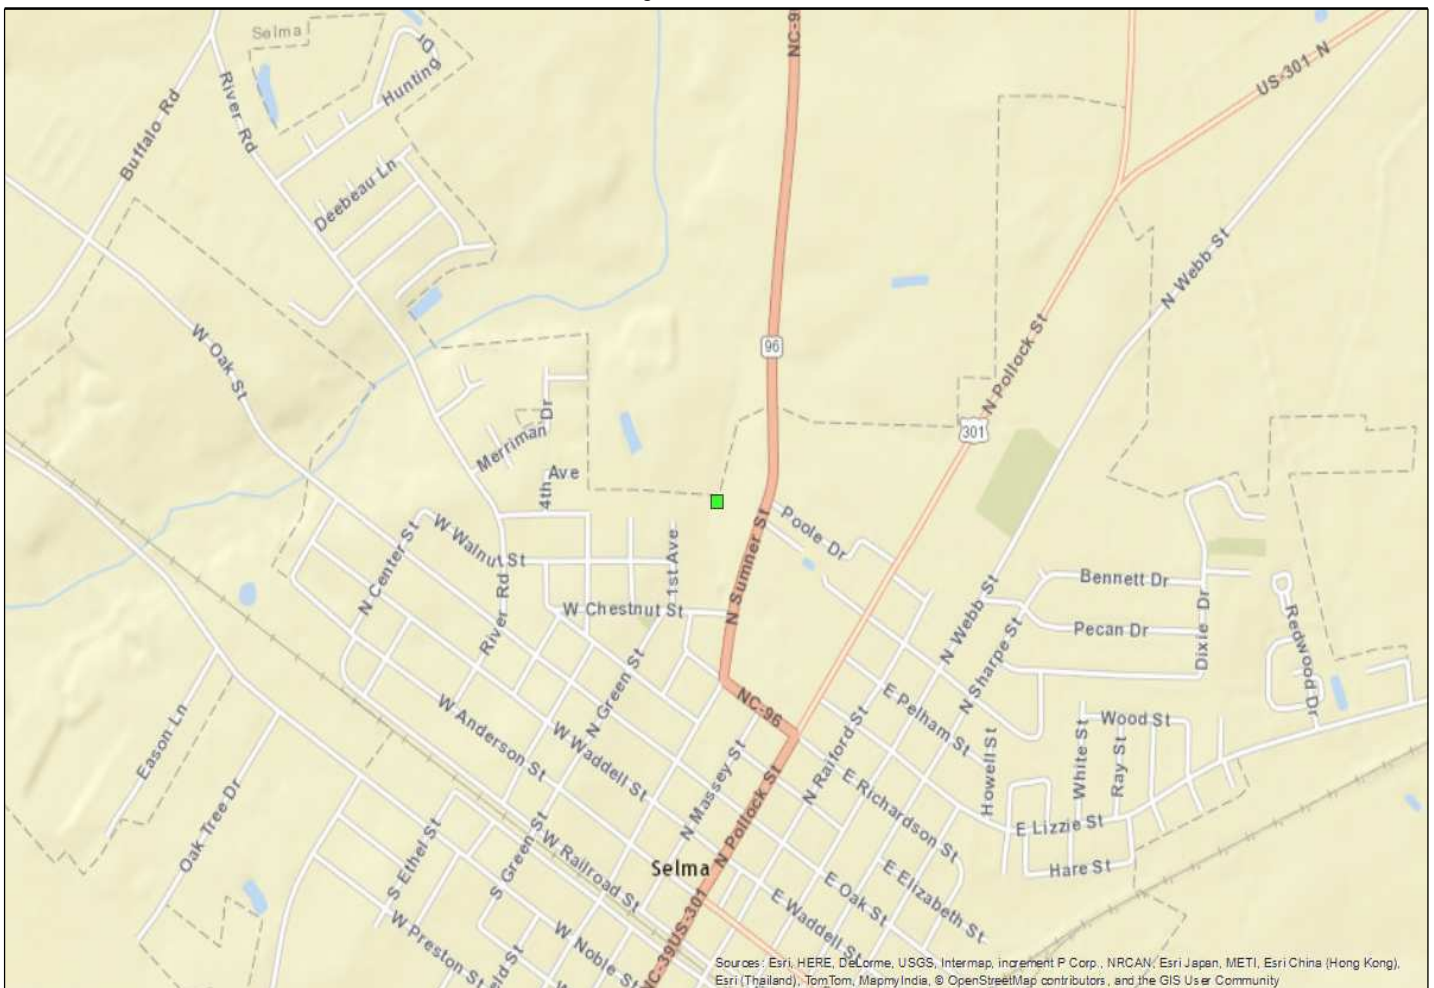 NC-9
Selma
Hunting Dr
River Rd
Buffalo Rd
US-301 N
Deebeau Ln
N Webb St
W Oak St
96
N Pollock St
301
Merriman Dr
4th Ave
W Walnut St
N Center St
1st Ave
Poole Dr
N Sumner St
River Rd
W Chestnut St
N Webb St
Bennett Dr
Pecan Dr
Dixie Dr
Redwood Dr
N Sharpe St
N Green St
NC-96
E Pelham St
Wood St
W Anderson St
W Waddell St
Eason Ln
Oak Tree Dr
N Massey St
N Pollock St
N Raiford St
E Richardson St
Howell St
White St
Ray St
E Lizzie St
Hare St
S Ethel St
S Green St
W Railroad St
Selma
E Oak St
E Elizabeth St
E Waddell St
W Preston St
W Noble St
eld St
NC-39US-301
Sources: Esri, HERE, DeLorme, USGS, Intermap, increment P Corp., NRCAN, Esri Japan, METI, Esri China (Hong Kong),
Esri (Thailand), TomTom, MapmyIndia, © OpenStreetMap contributors, and the GIS User Community